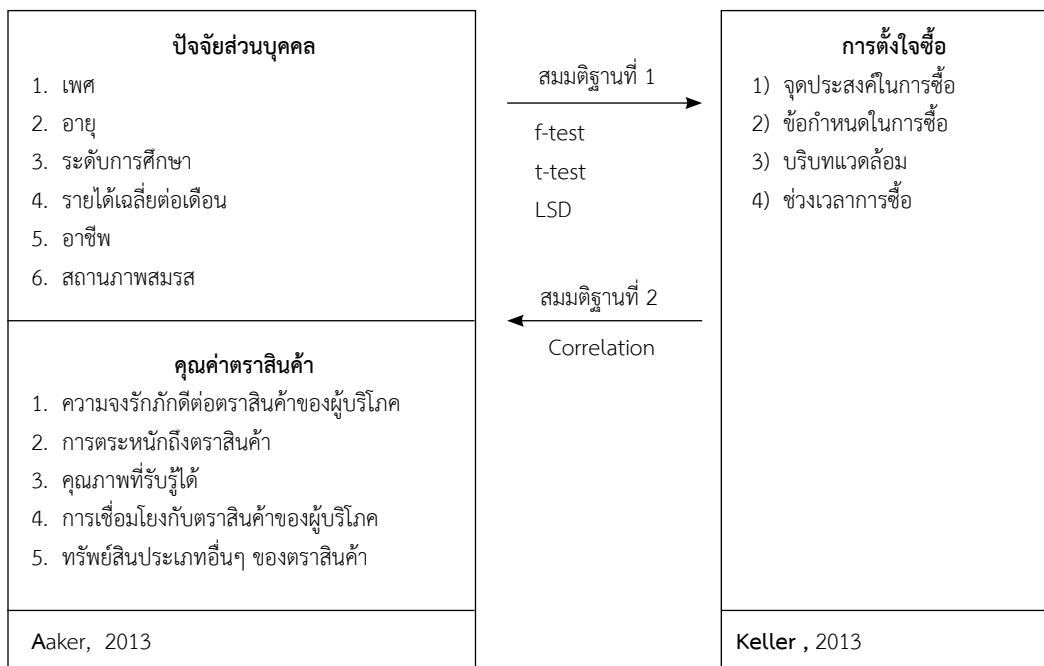 ปัจจัยส่วนบุคคล
1. เพศ
2. อายุ
3. ระดับการศึกษา
4. รายได้เฉลี่ยต่อเดือน
5. อาชีพ
6. สถานภาพสมรส
คุณค่าตราสินค้า
1. ความจงรักภักดีต่อตราสินค้าของผู้บริโภค
2. การตระหนักถึงตราสินค้า
3. คุณภาพที่รับรู้ได้
4. การเชื่อมโยงกับตราสินค้าของผู้บริโภค
5. ทรัพย์สินประเภทอื่นๆ ของตราสินค้า
Aaker, 2013
สมมติฐานที่ 1
f-test
t-test
LSD
สมมติฐานที่ 2
Correlation
การตั้งใจซื้อ
1) จุดประสงค์ในการซื้อ
2) ข้อกำหนดในการซื้อ
3) บริบทแวดล้อม
4) ช่วงเวลาการซื้อ
Keller , 2013